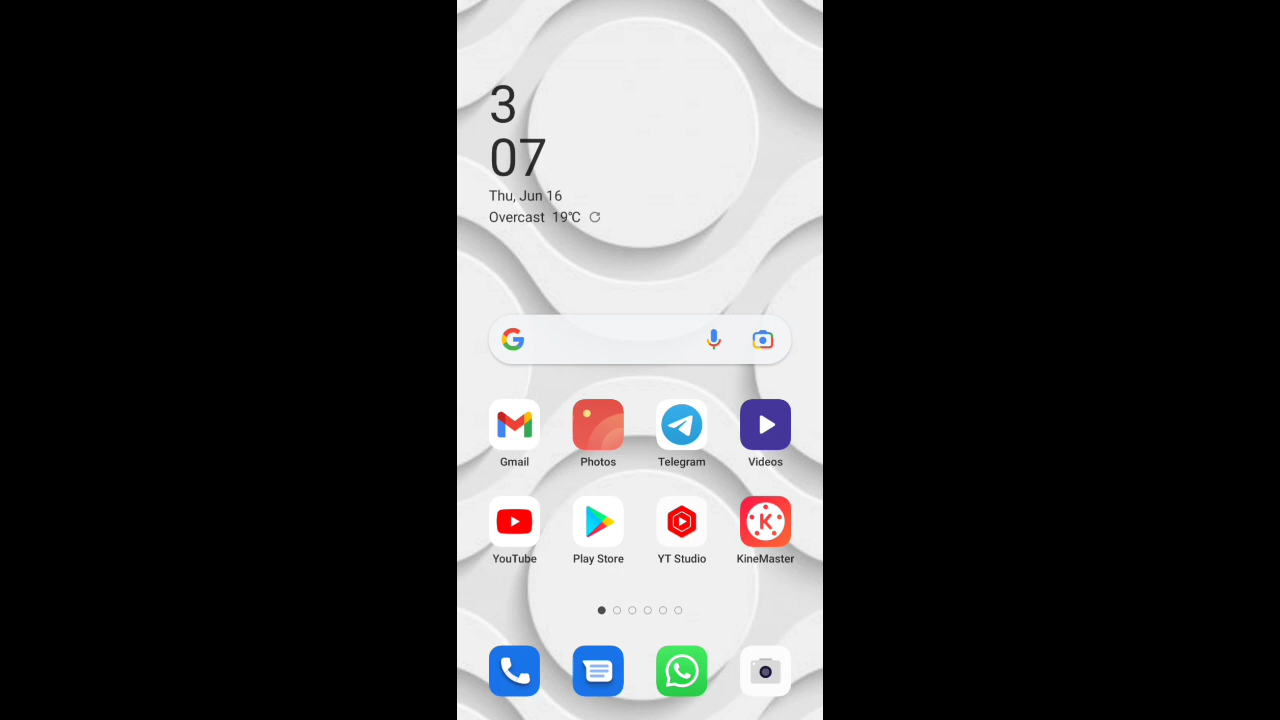 3
07
Thu, Jun 16
Overcast 19℃
Gmail
Photos
Telegram
Videos
YouTube
Play Store
YT Studio
KineMaster